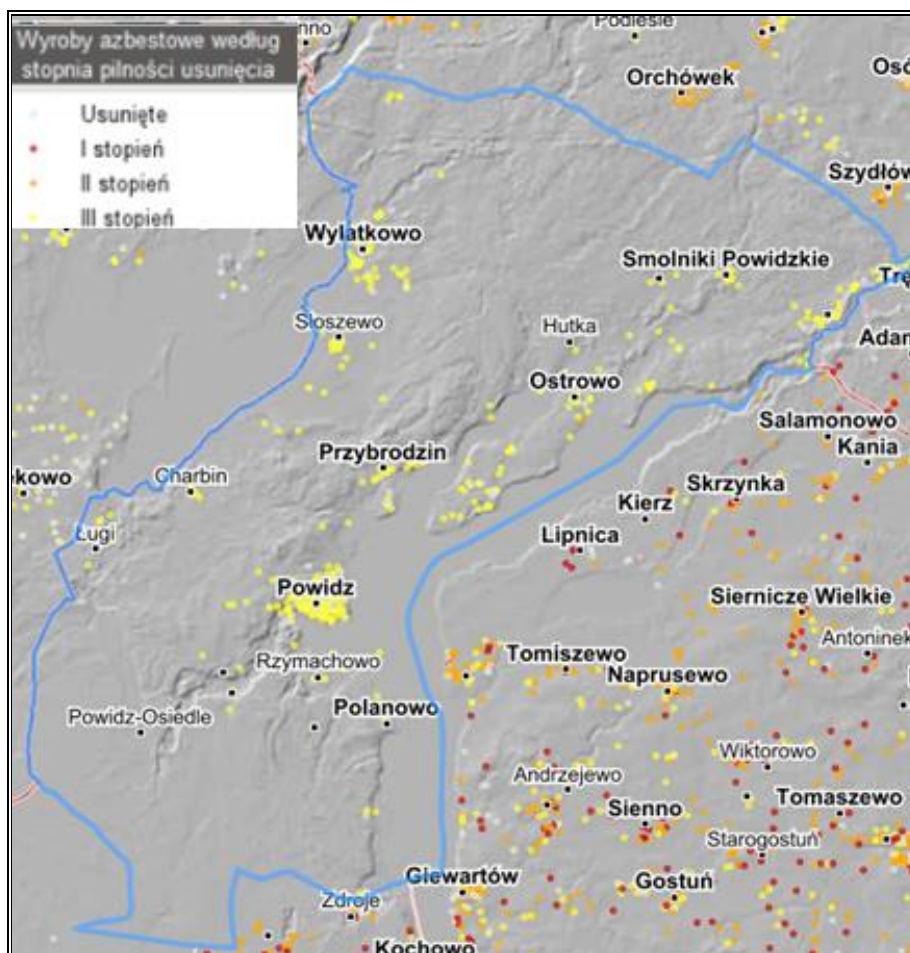 Wyroby azbestowe według
stopnia pilności usunięcia
Usunięte
I stopień
II stopień
III stopień
Podlesie
Orchówek
Wylatkowo
Smolniki Powidzkie
Słoszewo
Hutka
Ostrowo
Salamonowo
Kania
Przybrodzin
Charbin
Skrzynka
Kierz
Ługi
Lipnica
Powidz
Siernicze Wielkie
Antoninek
Rzymachowo
Tomiszewo
Naprusewo
Powidz-Osiedle
Polanowo
Wiktorowo
Andrzejewo
Tomaszewo
Sienno
Starogostuń
Giewartów
Gostuń
Zdroje
Kochowo